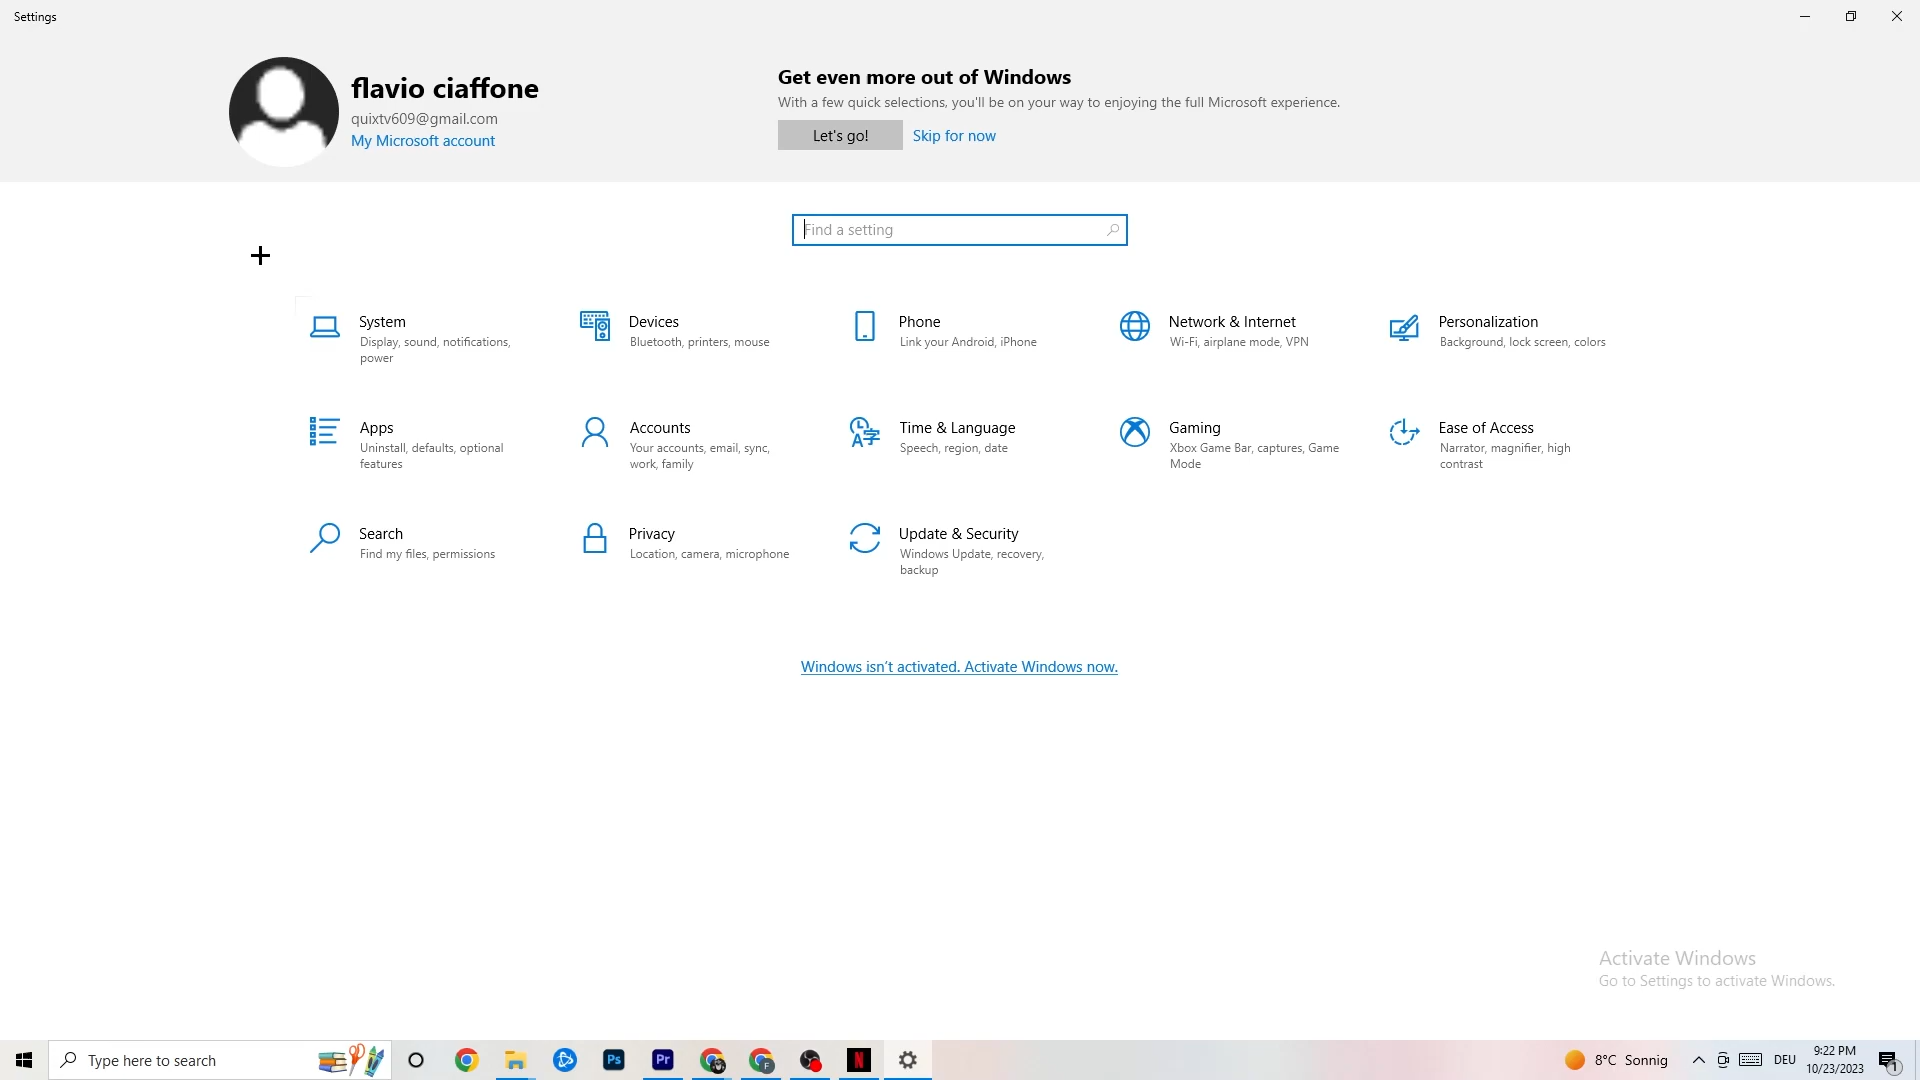 Settings
flavio ciaffone
quixtv609@gmail.com
My Microsoft account
Get even more out of Windows
With a few quick selections, you'll be on your way to enjoying the full Microsoft experience.
Let's go! Skip for now
Find a setting
System
Display, sound, notifications,
power
Devices
Bluetooth, printers, mouse
Phone
Link your Android, iPhone
Network & Internet
Wi-Fi, airplane mode, VPN
Personalization
Background, lock screen, colors
Apps
Uninstall, defaults, optional
features
Accounts
Your accounts, email, sync,
work, family
Time & Language
Speech, region, date
Gaming
Xbox Game Bar, captures, Game
Mode
Ease of Access
Narrator, magnifier, high
contrast
Search
Find my files, permissions
Privacy
Location, camera, microphone
Update & Security
Windows Update, recovery,
backup
Windows isn't activated. Activate Windows now.
Activate Windows
Go to Settings to activate Windows.
Type here to search
Ps
Pr
F
N
8°C Sonnig
DEU
9:22 PM
10/23/2023
1